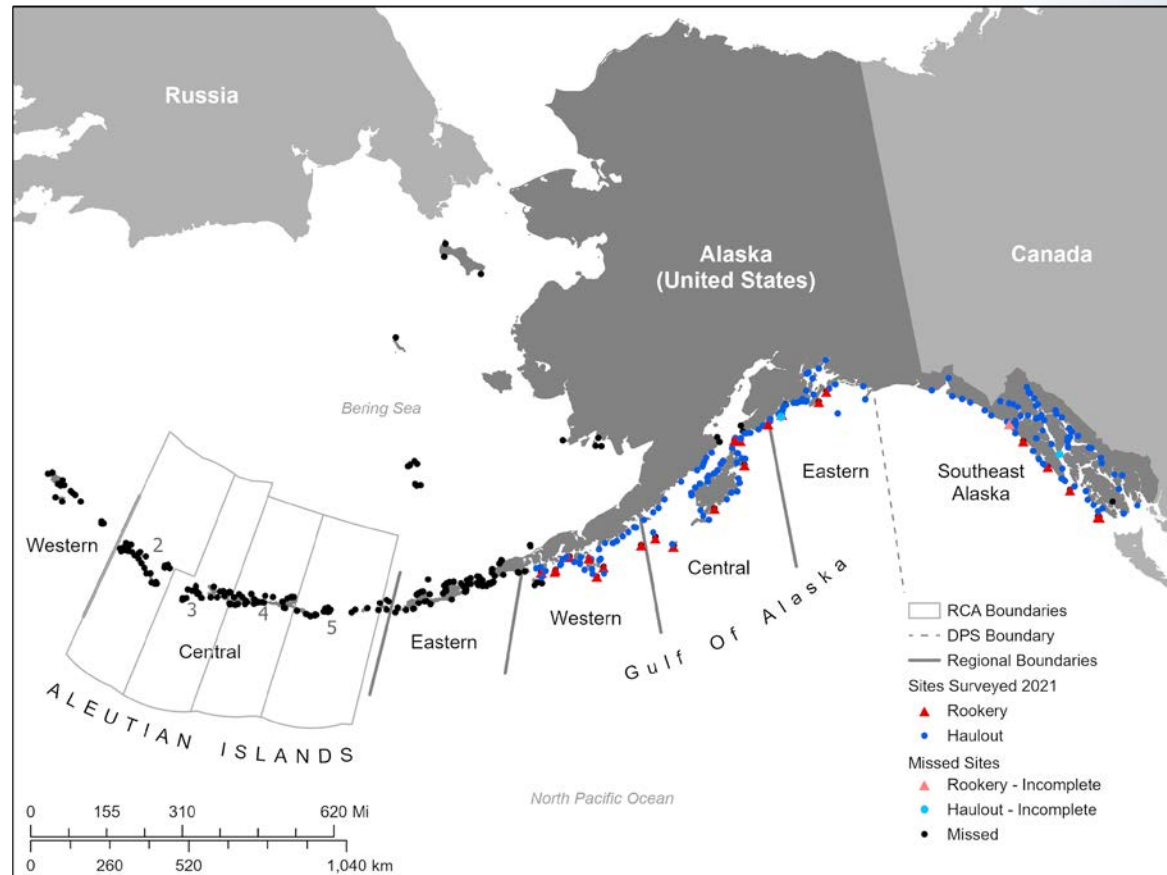 Russia
Alaska
(United States)
Canada
Bering Sea
Western
2
3
4
5
Central
Eastern
Western
Central
Eastern
Southeast
Alaska
Gulf Of Alaska
ALEUTIAN ISLANDS
North Pacific Ocean
RCA Boundaries
DPS Boundary
Regional Boundaries
Sites Surveyed 2021
Rookery
Haulout
Missed Sites
Rookery - Incomplete
Haulout - Incomplete
Missed
0 155 310 620 Mi
0 260 520 1,040 km